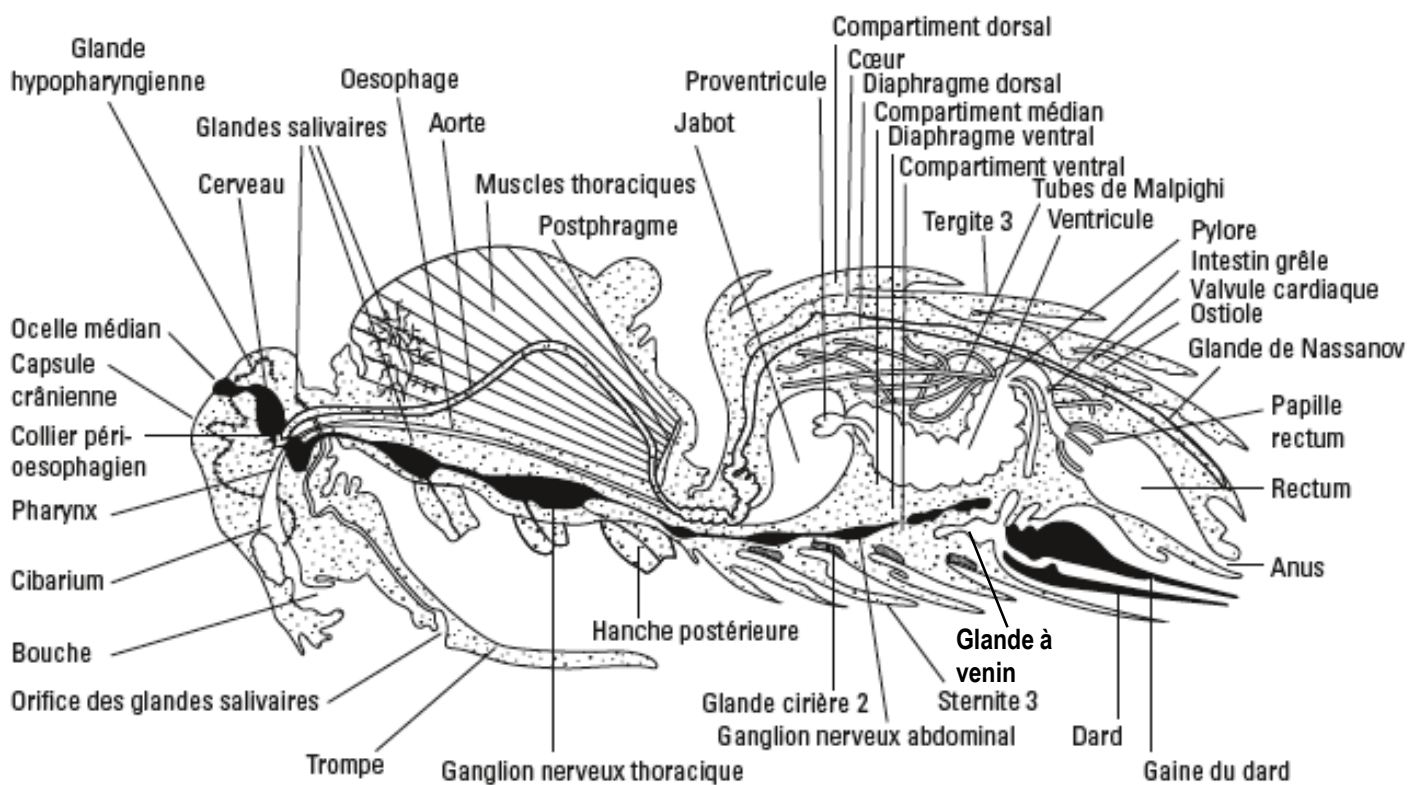 Glande
hypopharyngienne
Glandes salivaires
Cerveau
Oesophage
Aorte
Muscles thoraciques
Postphragme
Jabot
Proventricule
Compartiment dorsal
Cœur
Diaphragme dorsal
Compartiment médian
Diaphragme ventral
Compartiment ventral
Tubes de Malpighi
Ventricule
Tergite 3
Pylore
Intestin grêle
Valvule cardiaque
Ostiole
Glande de Nassanov
Papille
rectum
Rectum
Anus
Ocelle médian
Capsule
crânienne
Collier péri-
oesophagien
Pharynx
Cibarium
Bouche
Orifice des glandes salivaires
Trompe
Ganglion nerveux thoracique
Hanche postérieure
Glande cirière 2
Ganglion nerveux abdominal
Sternite 3
Glande à
venin
Dard
Gaine du dard